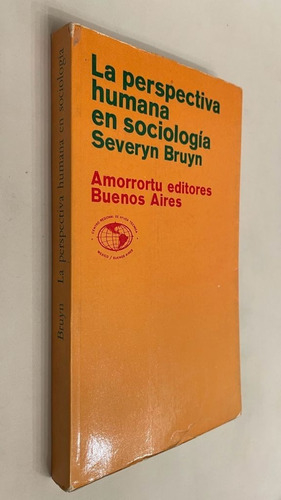 La perspectiva
humana
en sociología
Severyn Bruyn
Amorrortu editores
Buenos Aires
Bruyn La perspectiva humana en sociología